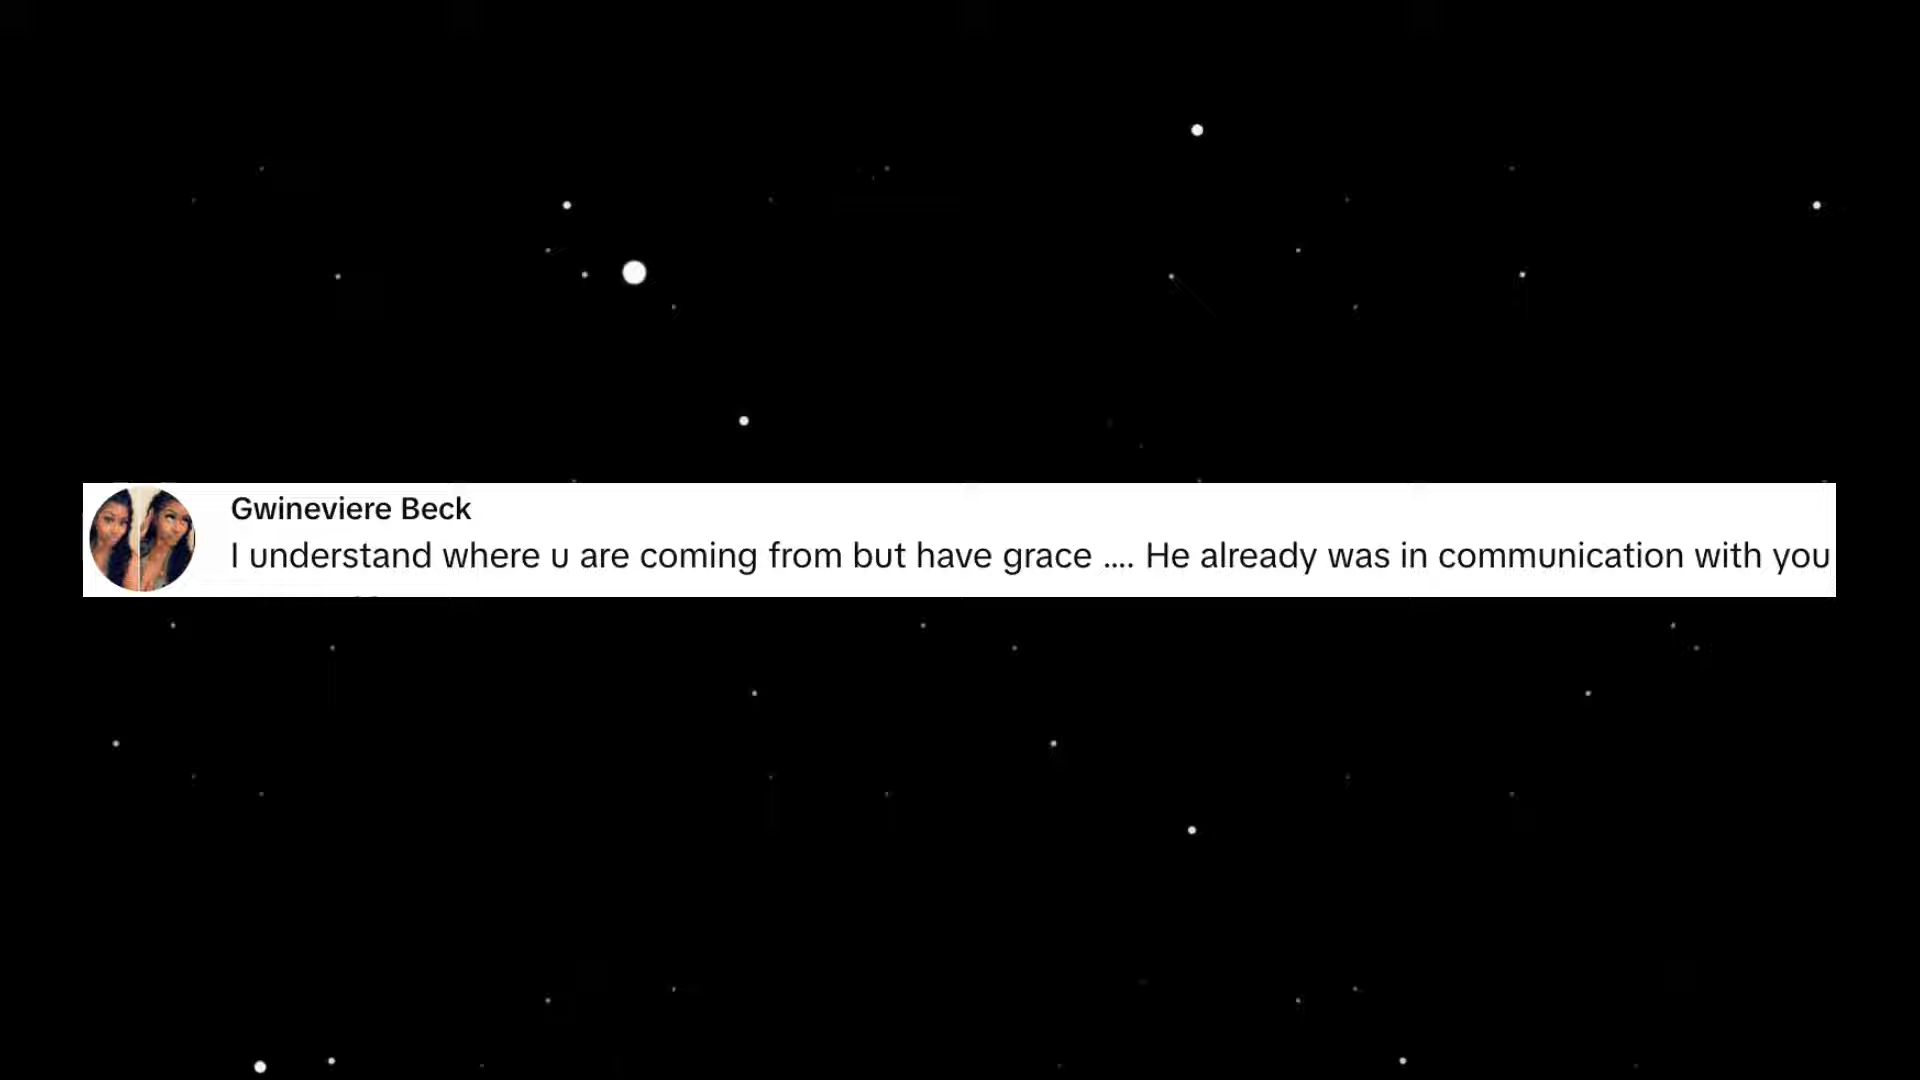 Gwineviere Beck
I understand where u are coming from but have grace .... He already was in communication with you